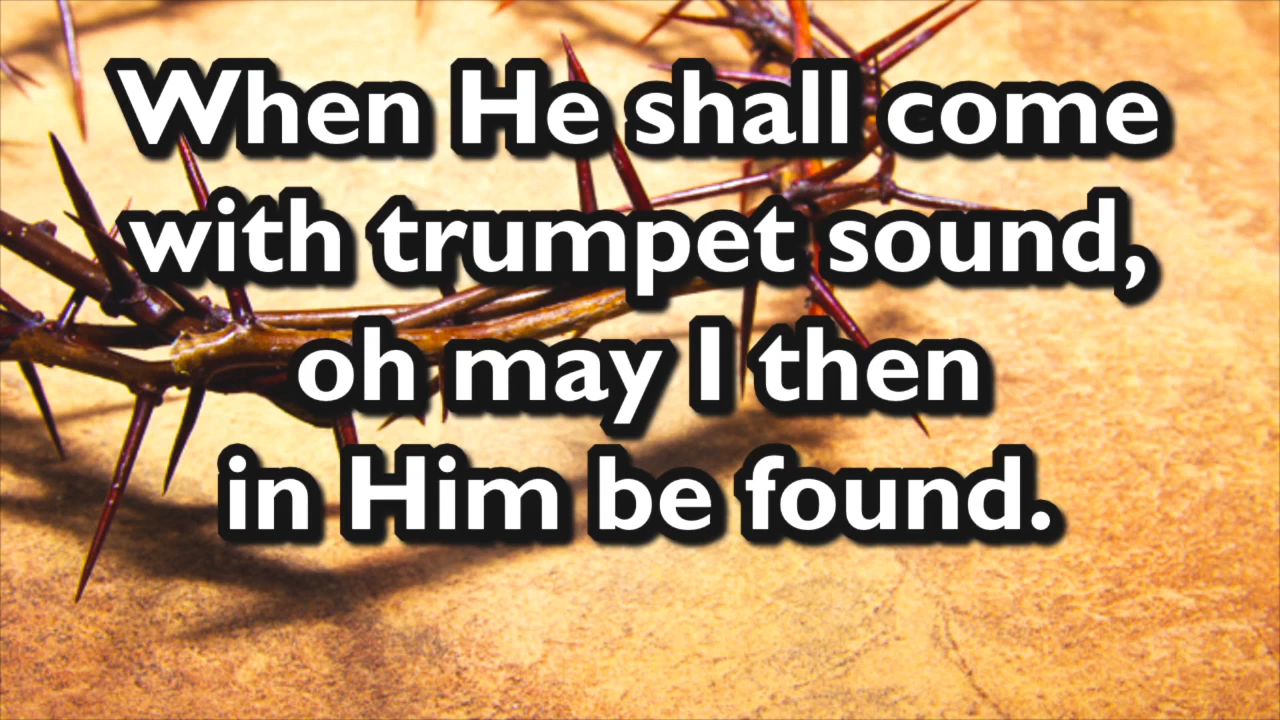 When He shall come
with trumpet sound,
oh may I then
in Him be found.